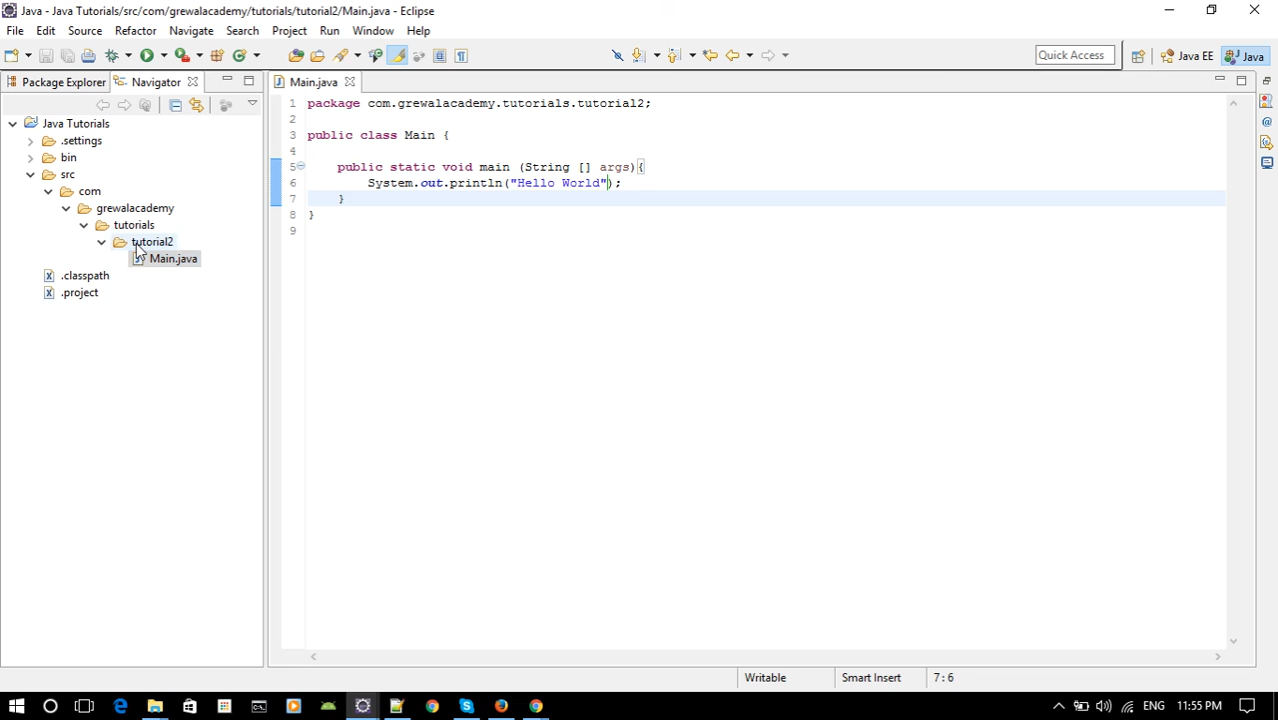 Java - Java Tutorials/src/com/grewalacademy/tutorials/tutorial2/Main.java - Eclipse
File Edit Source Refactor Navigate Search Project Run Window Help
Quick Access Java EE Java
Package Explorer Navigator Main.java
Java Tutorials
.settings
bin
src
com
grewalacademy
tutorials
tutorial2
Main.java
.classpath
.project
1 package com.grewalacademy.tutorials.tutorial2;
2
3 public class Main {
4
5 public static void main (String [] args){
6 System.out.println("Hello World");
7 }
8 }
9
Writable Smart Insert 7 : 6
ENG 11:55 PM